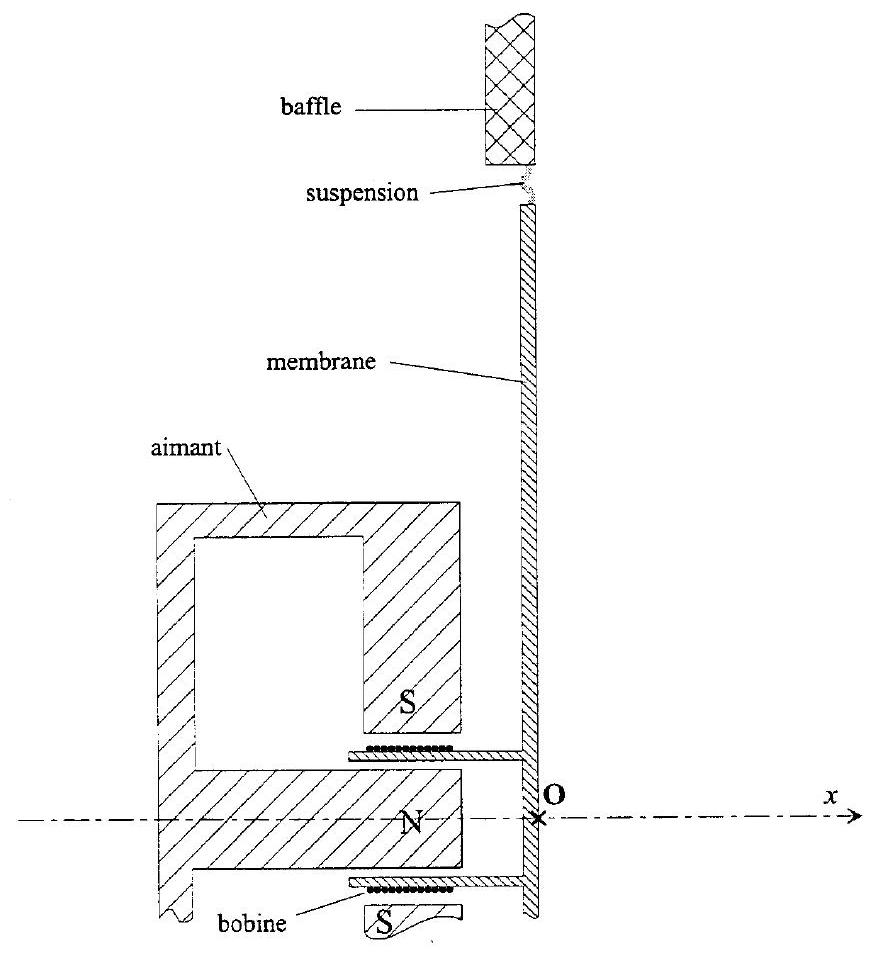 baffle
suspension
membrane
aimant
S
O
x
N
bobine
S